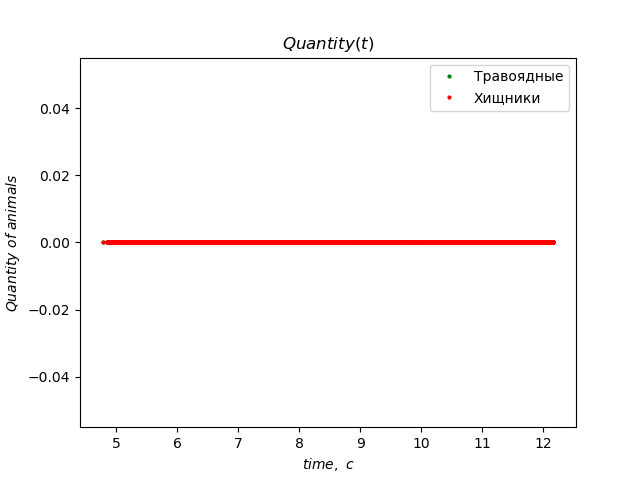 Quantity(t)
Травоядные
Хищники
0.04
0.02
0.00
−0.02
−0.04
Quantity of animals
5 6 7 8 9 10 11 12
time, c